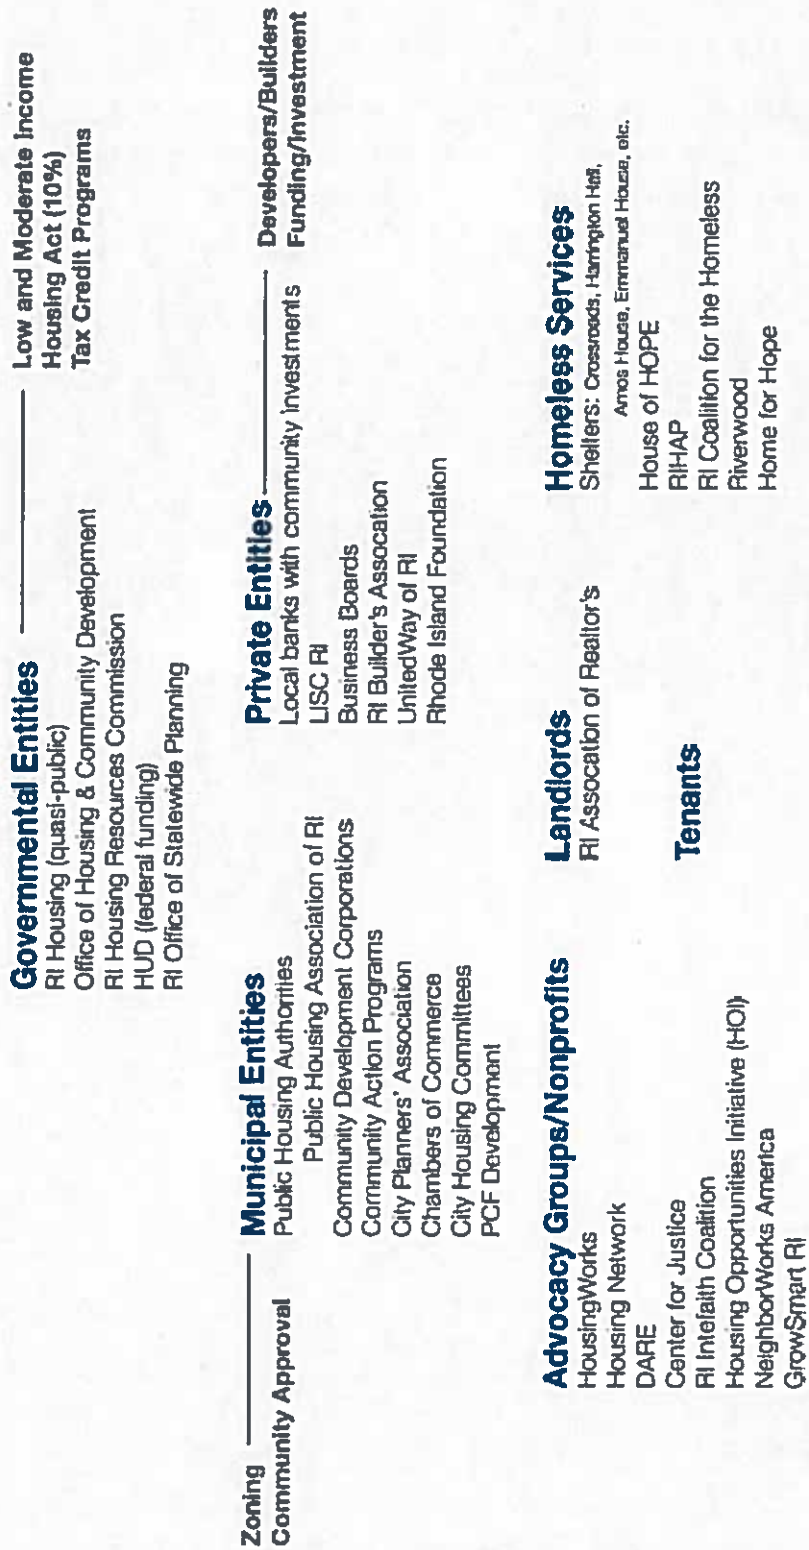 Governmental Entities
RI Housing (quasi-public)
Office of Housing & Community Development
RI Housing Resources Commission
HUD (federal funding)
RI Office of Statewide Planning
Low and Moderate Income
Housing Act (10%)
Tax Credit Programs
Zoning
Community Approval
Municipal Entities
Public Housing Authorities
Public Housing Association of RI
Community Development Corporations
Community Action Programs
City Planners' Association
Chambers of Commerce
City Housing Committees
PCF Development
Private Entities
Local banks with community investments
LISC RI
Business Boards
RI Builder's Assocation
UnitedWay of RI
Rhode Island Foundation
Developers/Builders
Funding/Investment
Advocacy Groups/Nonprofits
HousingWorks
Housing Network
DARE
Center for Justice
RI Intefaith Coalition
Housing Opportunities Initiative (HOI)
NeighborWorks America
GrowSmart RI
Landlords
RI Assocation of Realtor's
Tenants
Homeless Services
Shelters: Crossroads, Harrington Hall,
Amos House, Emmanuel House, etc.
House of HOPE
RIHAP
RI Coalition for the Homeless
Riverwood
Home for Hope